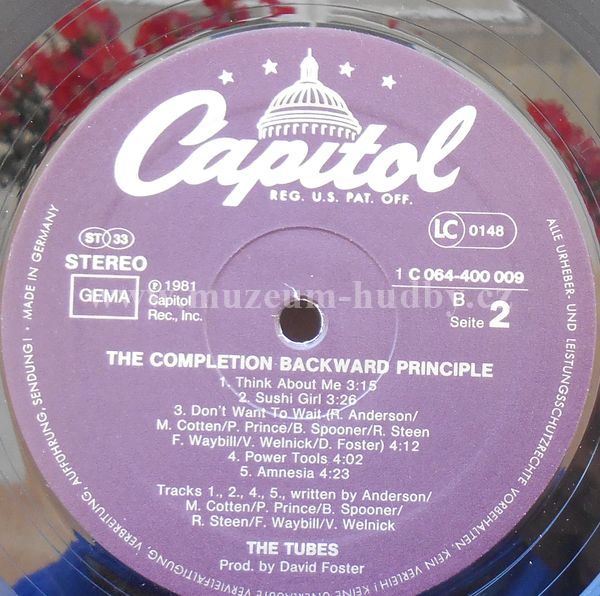 Capitol
REG. U.S. PAT. OFF.
ST 33
STEREO
GEMA
℗ 1981
Capitol
Rec., Inc.
LC 0148
1 C 064-400 009
B
Seite 2
www.muzeum-hudby.cz
THE COMPLETION BACKWARD PRINCIPLE
1. Think About Me 3:15
2. Sushi Girl 3:26
3. Don't Want To Wait (R. Anderson/
M. Cotten/P. Prince/B. Spooner/R. Steen
F. Waybill/V. Welnick/D. Foster) 4:12
4. Power Tools 4:02
5. Amnesia 4:23
Tracks 1., 2., 4., 5., written by Anderson/
M. Cotten/P. Prince/B. Spooner/
R. Steen/F. Waybill/V. Welnick
THE TUBES
Prod. by David Foster
ALLE URHEBER- UND LEISTUNGSSCHUTZRECHTE VORBEHALTEN. KEIN VERLEIH! KEINE UNERLAUBTE VERVIELFÄLTIGUNG, VERBREITUNG, AUFFÜHRUNG, SENDUNG! • MADE IN GERMANY